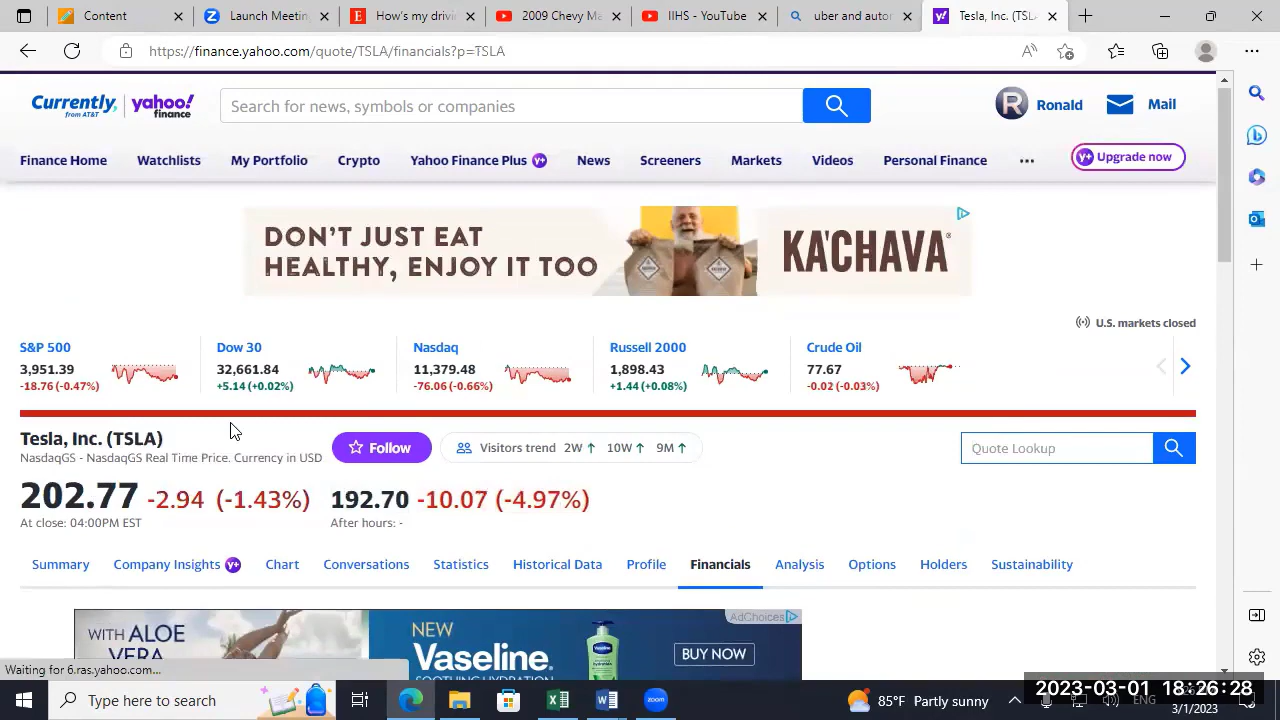 Content
Launch Meetin
How's my drivin
2009 Chevy Ma
IIHS - YouTube
uber and auton
Tesla, Inc. (TSL
https://finance.yahoo.com/quote/TSLA/financials?p=TSLA
Currently, yahoo!
from AT&T finance
Search for news, symbols or companies
R Ronald Mail
Finance Home Watchlists My Portfolio Crypto Yahoo Finance Plus News Screeners Markets Videos Personal Finance ... Upgrade now
DON'T JUST EAT
HEALTHY, ENJOY IT TOO
KA'CHAVA®
U.S. markets closed
S&P 500 Dow 30 Nasdaq Russell 2000 Crude Oil
3,951.39 32,661.84 11,379.48 1,898.43 77.67
-18.76 (-0.47%) +5.14 (+0.02%) -76.06 (-0.66%) +1.44 (+0.08%) -0.02 (-0.03%)
Tesla, Inc. (TSLA)
NasdaqGS - NasdaqGS Real Time Price. Currency in USD
Follow
Visitors trend 2W ↑ 10W ↑ 9M ↑
Quote Lookup
202.77 -2.94 (-1.43%) 192.70 -10.07 (-4.97%)
At close: 04:00PM EST After hours: -
Summary Company Insights Chart Conversations Statistics Historical Data Profile Financials Analysis Options Holders Sustainability
WITH ALOE
VERA
NEW
Vaseline.
AdChoices
BUY NOW
Waiting for 6.ras.yahoo.com...
Type here to search
85°F Partly sunny
ENG
2023-03-01 18:26:28
3/1/2023